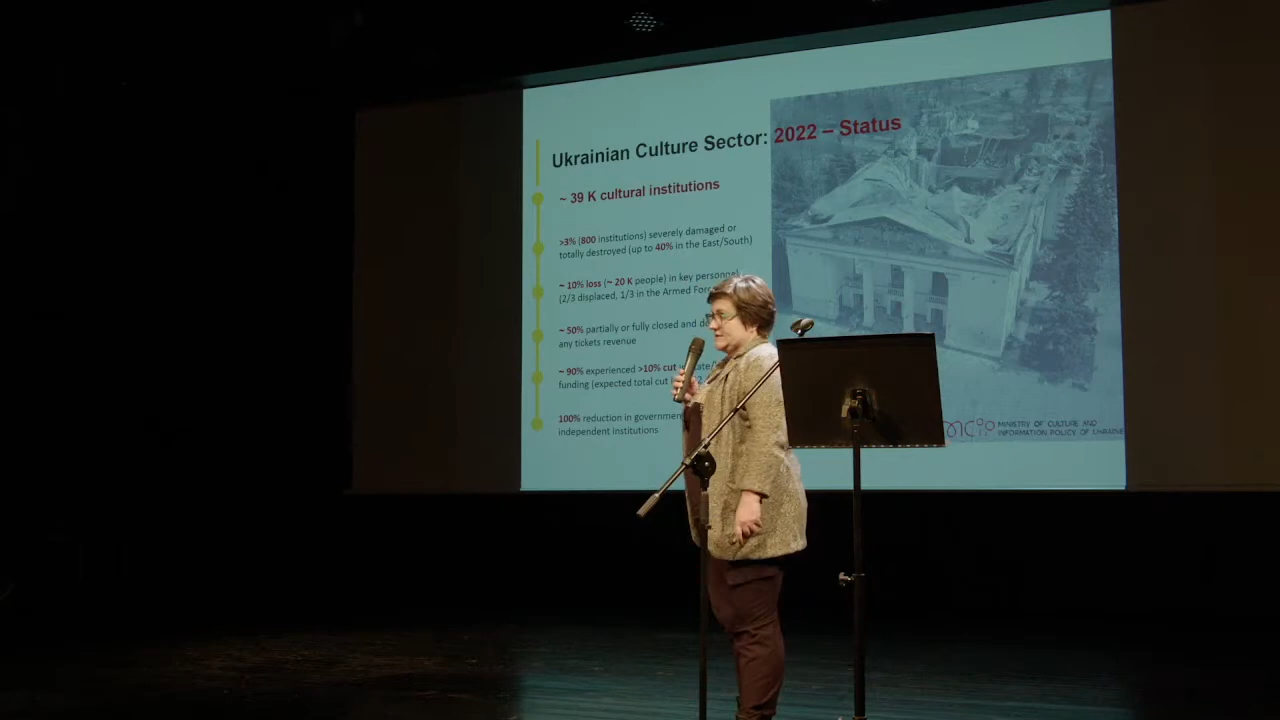 Ukrainian Culture Sector: 2022 – Status
~ 39 K cultural institutions
>3% (800 institutions) severely damaged or
totally destroyed (up to 40% in the East/South)
~ 10% loss (~ 20 K people) in key personnel
(2/3 displaced, 1/3 in the Armed Forc
~ 50% partially or fully closed and
any tickets revenue
~ 90% experienced >10% cut
funding (expected total cut
100% reduction in governmen
independent Institutions
MINISTRY OF CULTURE AND
INFORMATION POLICY OF UKRAINE